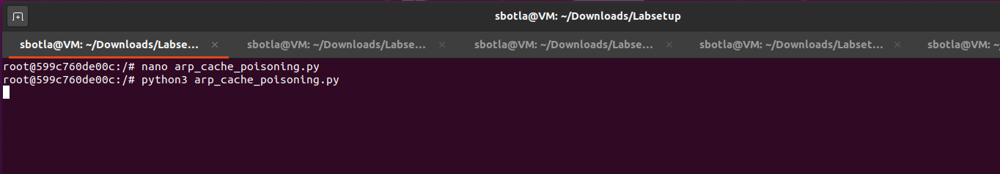 sbotla@VM: ~/Downloads/Labsetup
sbotla@VM: ~/Downloads/Labse... × sbotla@VM: ~/Downloads/Labse... × sbotla@VM: ~/Downloads/Labse... × sbotla@VM: ~/Downloads/Labset... × sbotla@VM: ~/
root@599c760de00c:/# nano arp_cache_poisoning.py
root@599c760de00c:/# python3 arp_cache_poisoning.py